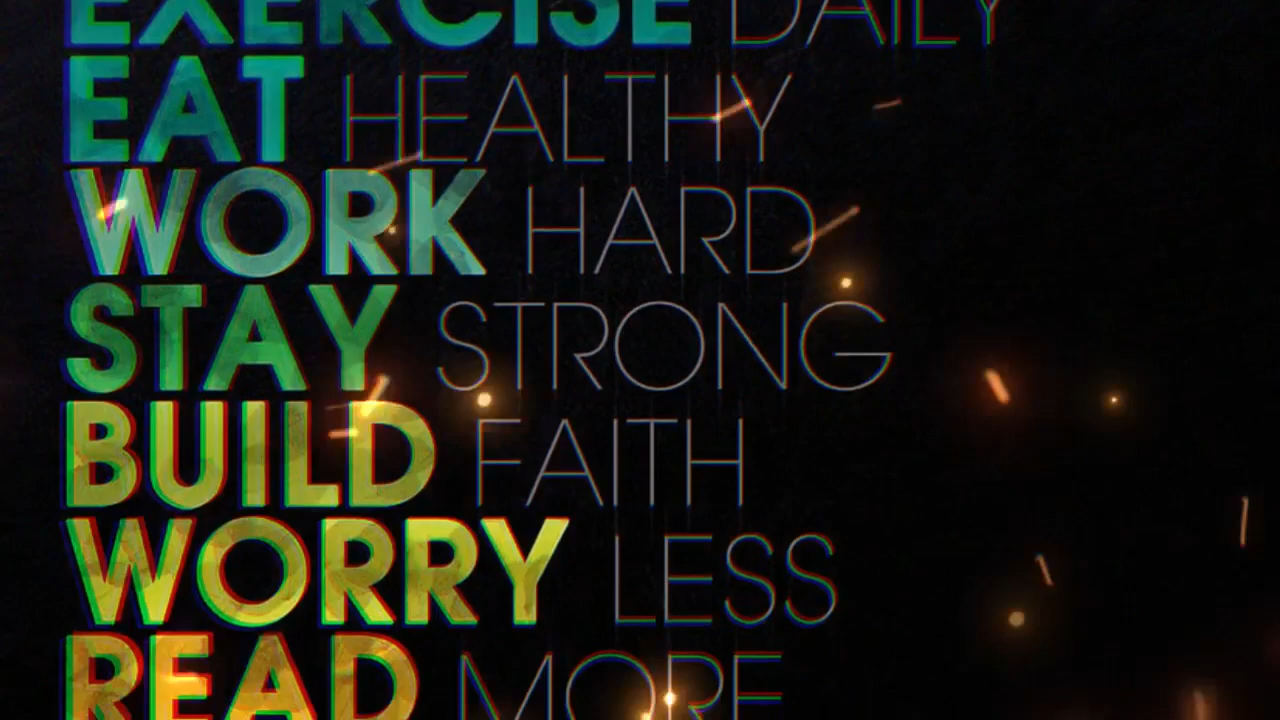 EXERCISE DAILY
EAT HEALTHY
WORK HARD
STAY STRONG
BUILD FAITH
WORRY LESS
READ MORE